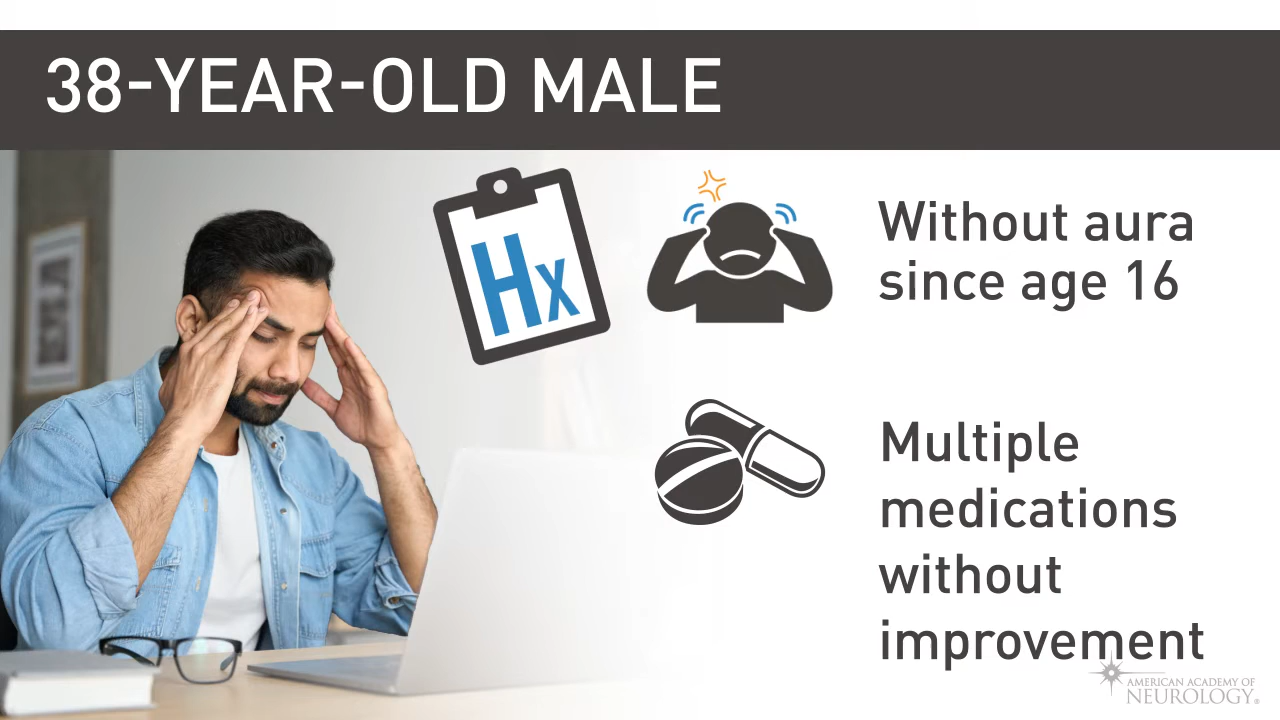 38-YEAR-OLD MALE
Hx
Without aura
since age 16
Multiple
medications
without
improvement
AMERICAN ACADEMY OF
NEUROLOGY®